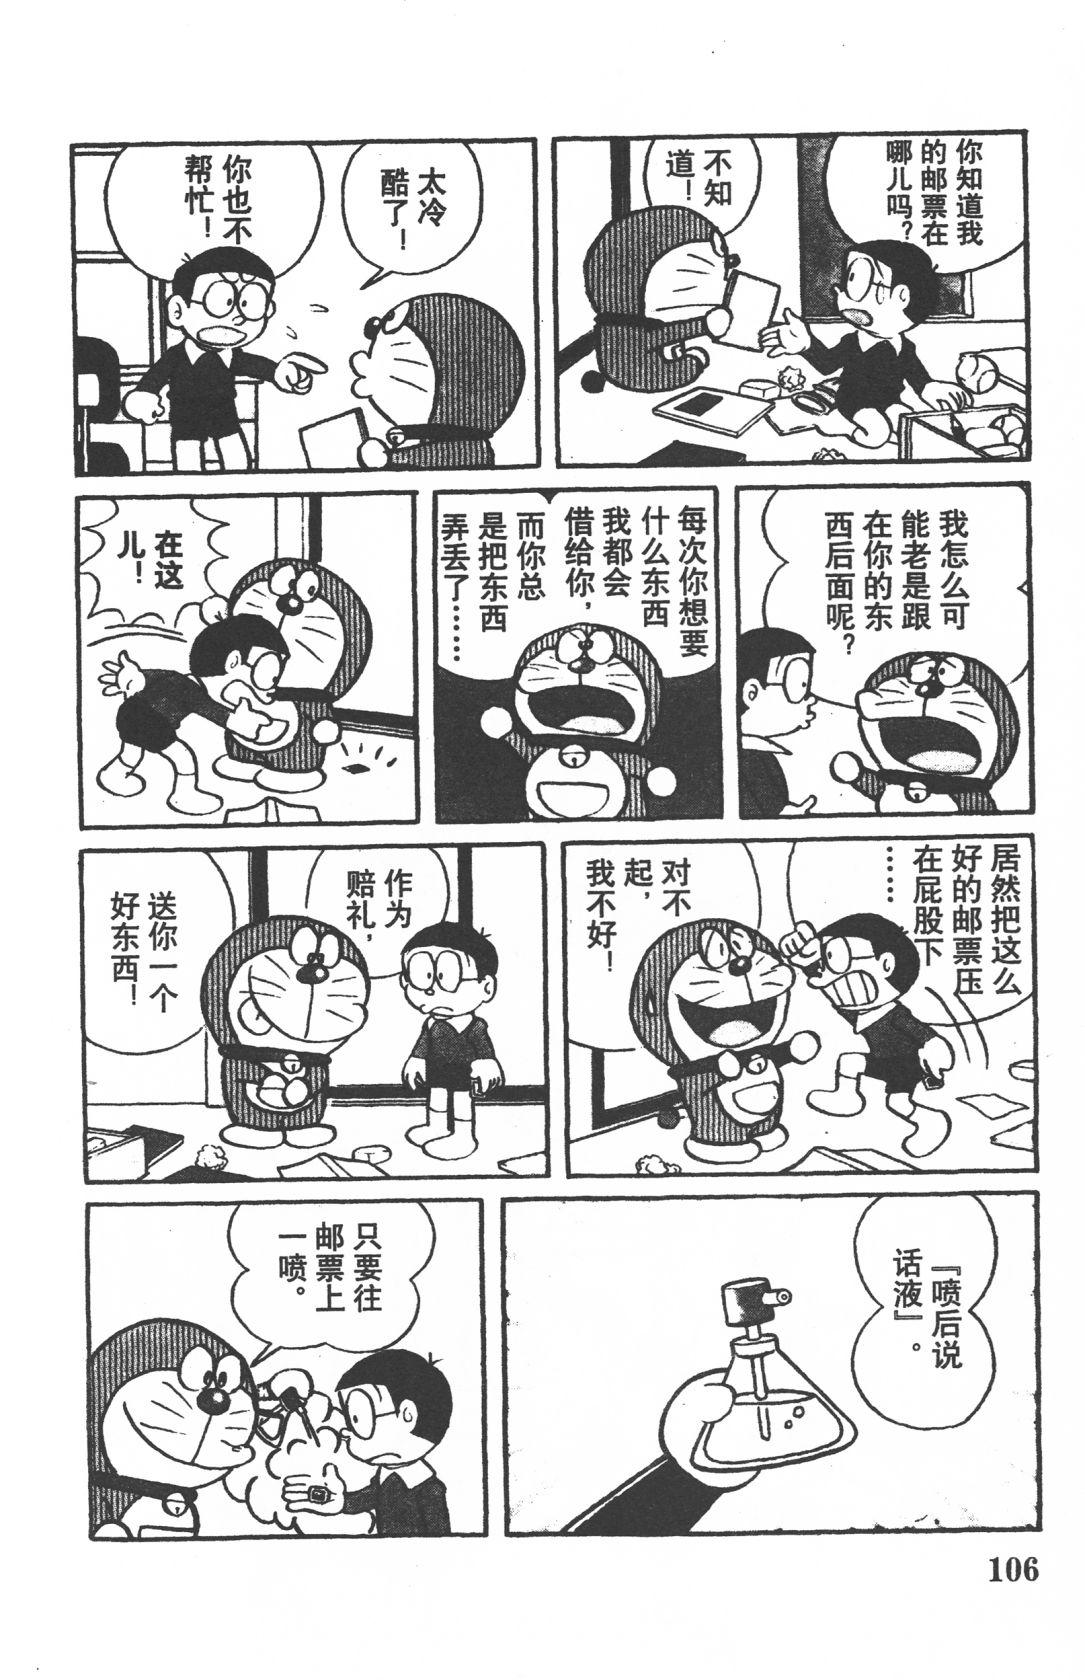 你知道我
的邮票在
哪儿吗？
不知
道！
太冷
酷了！
你也不
帮忙！
我怎么可
能老是跟
在你的东
西后面呢？
每次你想要
什么东西
我都会
借给你，
而你总
是把东西
弄丢了……
在这
儿！
居然把这么
好的邮票压
在屁股下
……
对不
起，
我不好！
作为
赔礼，
送你一个
好东西！
『喷后说
话液』。
只要往
邮票上
一喷。
106